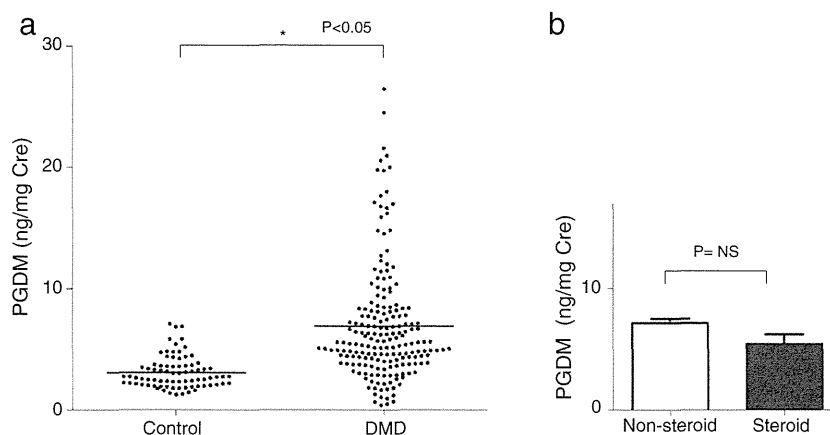 a
* P<0.05
30
20
10
0
PGDM (ng/mg Cre)
Control DMD
b
P= NS
10
0
PGDM (ng/mg Cre)
Non-steroid Steroid